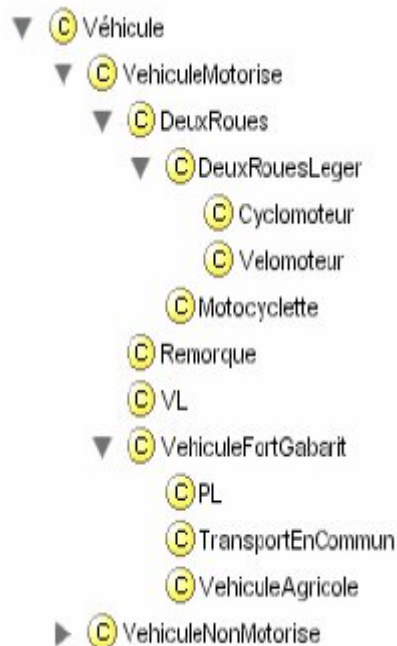 C Véhicule
C VehiculeMotorise
C DeuxRoues
C DeuxRouesLeger
C Cyclomoteur
C Velomoteur
C Motocyclette
C Remorque
C VL
C VehiculeFortGabarit
C PL
C TransportEnCommun
C VehiculeAgricole
C VehiculeNonMotorise